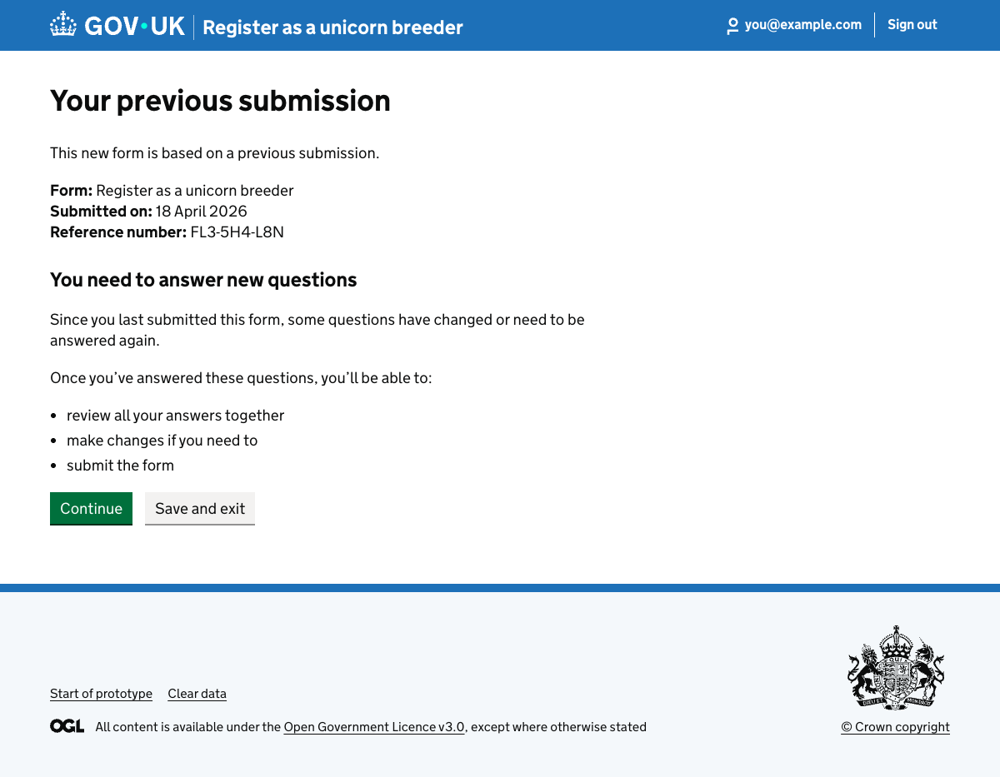 GOV·UK Register as a unicorn breeder
you@example.com Sign out
Your previous submission
This new form is based on a previous submission.
Form: Register as a unicorn breeder
Submitted on: 18 April 2026
Reference number: FL3-5H4-L8N
You need to answer new questions
Since you last submitted this form, some questions have changed or need to be
answered again.
Once you’ve answered these questions, you’ll be able to:
• review all your answers together
• make changes if you need to
• submit the form
Continue Save and exit
Start of prototype Clear data
OGL All content is available under the Open Government Licence v3.0, except where otherwise stated
© Crown copyright